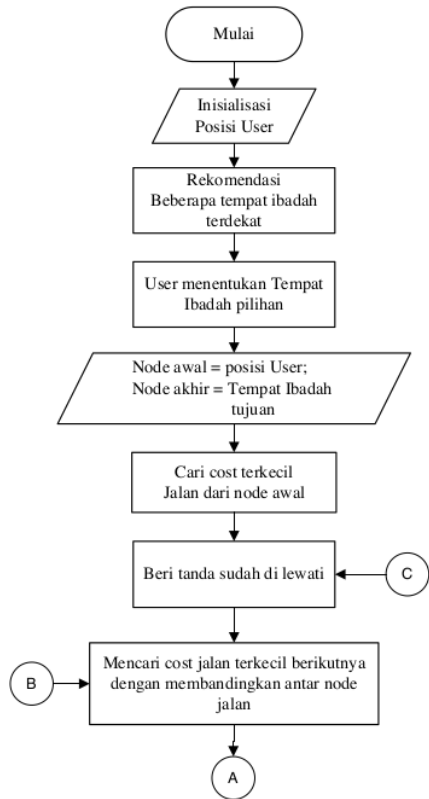 Mulai
Inisialisasi
Posisi User
Rekomendasi
Beberapa tempat ibadah
terdekat
User menentukan Tempat
Ibadah pilihan
Node awal = posisi User;
Node akhir = Tempat Ibadah
tujuan
Cari cost terkecil
Jalan dari node awal
Beri tanda sudah di lewati
C
Mencari cost jalan terkecil berikutnya
dengan membandingkan antar node
jalan
B
A